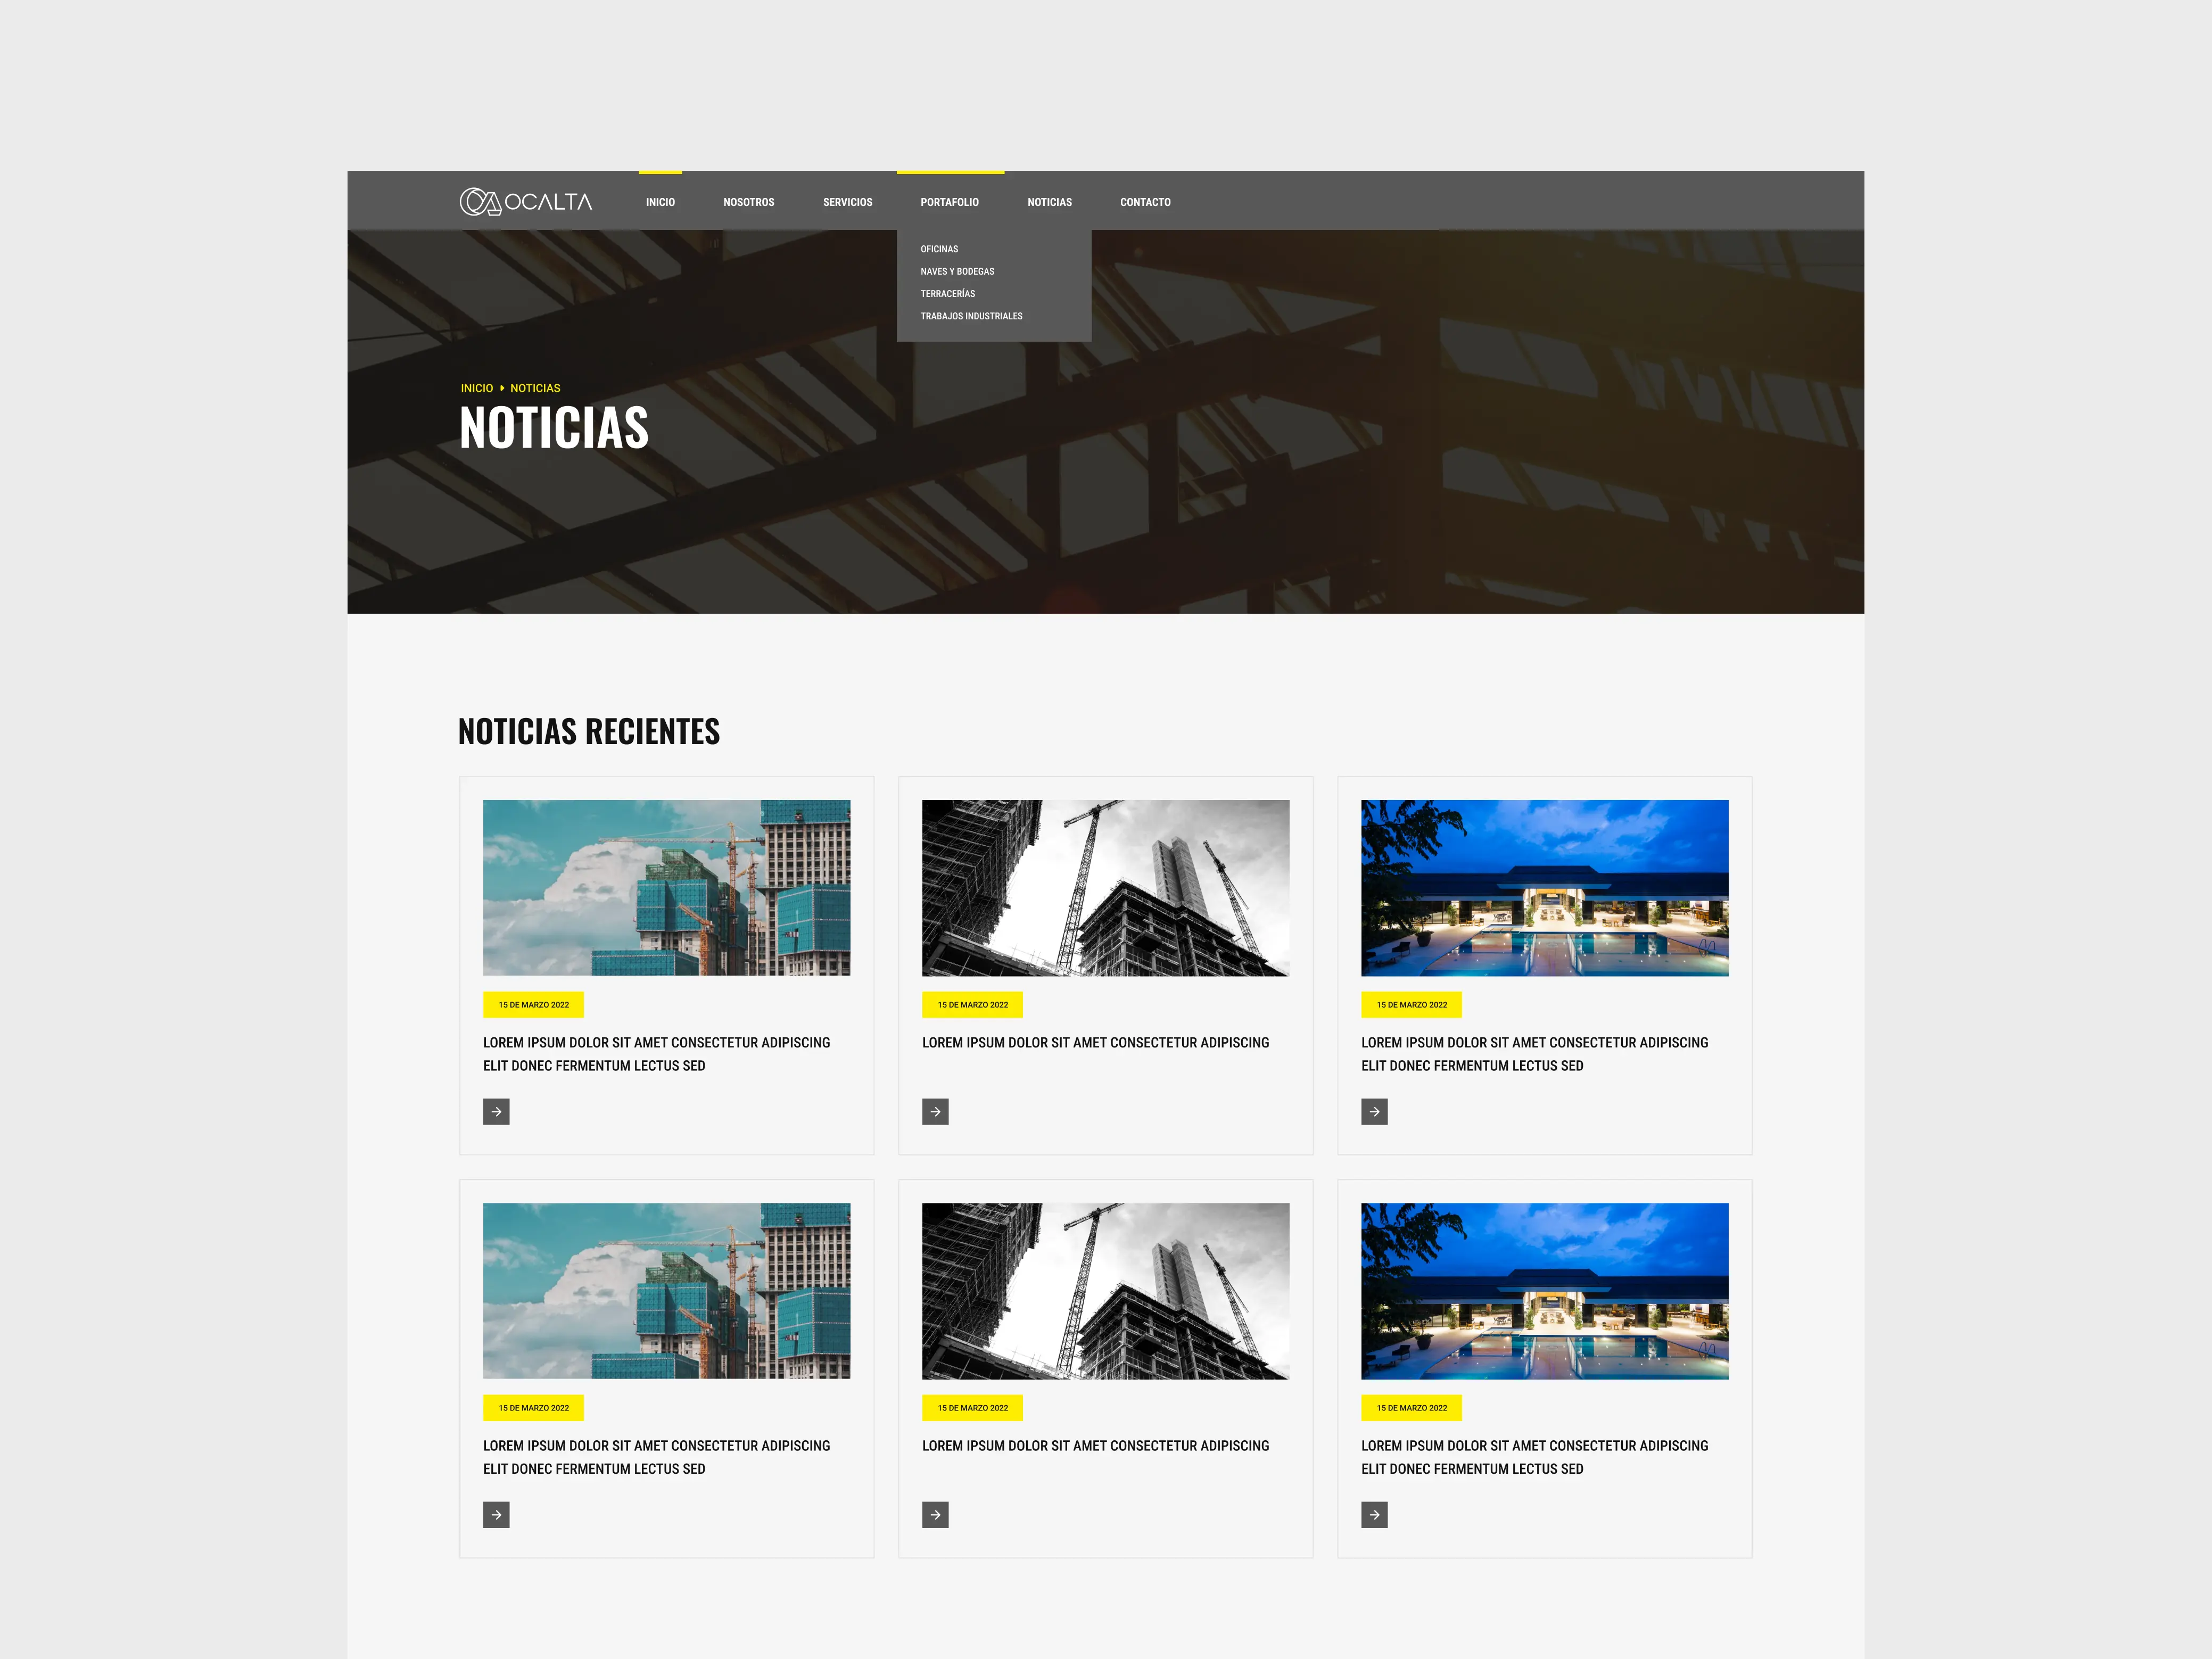 OCALTA
INICIO
NOSOTROS
SERVICIOS
PORTAFOLIO
NOTICIAS
CONTACTO
OFICINAS
NAVES Y BODEGAS
TERRACERÍAS
TRABAJOS INDUSTRIALES
INICIO NOTICIAS
NOTICIAS
NOTICIAS RECIENTES
15 DE MARZO 2022
LOREM IPSUM DOLOR SIT AMET CONSECTETUR ADIPISCING
ELIT DONEC FERMENTUM LECTUS SED
15 DE MARZO 2022
LOREM IPSUM DOLOR SIT AMET CONSECTETUR ADIPISCING
15 DE MARZO 2022
LOREM IPSUM DOLOR SIT AMET CONSECTETUR ADIPISCING
ELIT DONEC FERMENTUM LECTUS SED
15 DE MARZO 2022
LOREM IPSUM DOLOR SIT AMET CONSECTETUR ADIPISCING
ELIT DONEC FERMENTUM LECTUS SED
15 DE MARZO 2022
LOREM IPSUM DOLOR SIT AMET CONSECTETUR ADIPISCING
15 DE MARZO 2022
LOREM IPSUM DOLOR SIT AMET CONSECTETUR ADIPISCING
ELIT DONEC FERMENTUM LECTUS SED